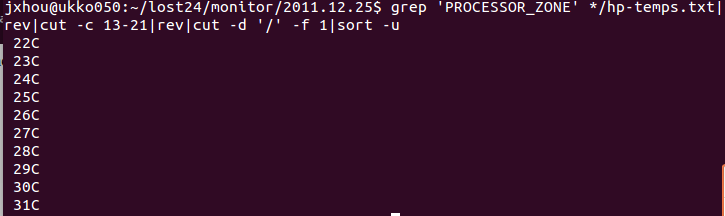 jxhou@ukko050:~/lost24/monitor/2011.12.25$ grep 'PROCESSOR_ZONE' */hp-temps.txt|
rev|cut -c 13-21|rev|cut -d '/' -f 1|sort -u
22C
23C
24C
25C
26C
27C
28C
29C
30C
31C